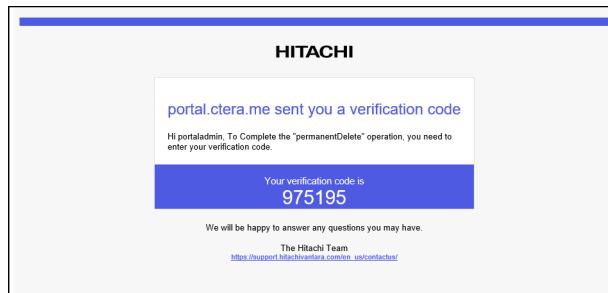 HITACHI
portal.ctera.me sent you a verification code
Hi portaladmin, To Complete the "permanentDelete" operation, you need to
enter your verification code.
Your verification code is
975195
We will be happy to answer any questions you may have.
The Hitachi Team
https://support.hitachivantara.com/en_us/contactus/